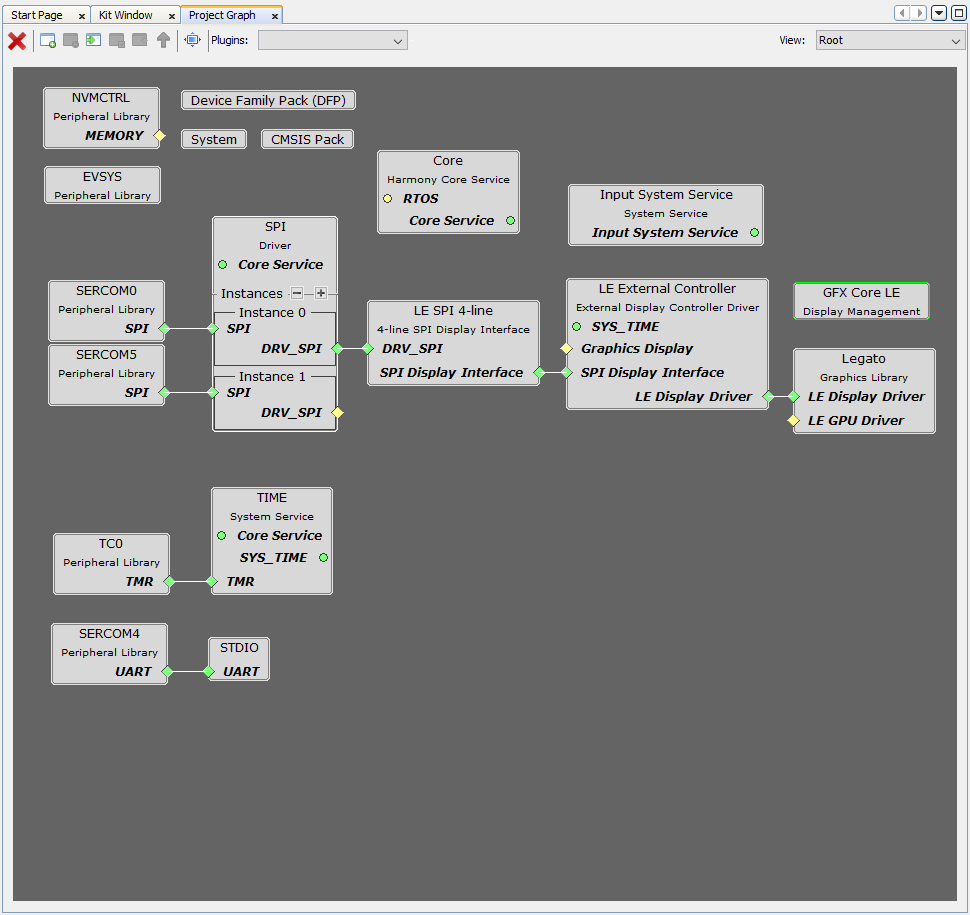 Start Page x Kit Window x Project Graph x
Plugins: View: Root
NVMCTRL
Peripheral Library
MEMORY
Device Family Pack (DFP)
System
CMSIS Pack
EVSYS
Peripheral Library
Core
Harmony Core Service
RTOS
Core Service
Input System Service
System Service
Input System Service
SPI
Driver
Core Service
Instances
Instance 0
SPI
DRV_SPI
Instance 1
SPI
DRV_SPI
SERCOM0
Peripheral Library
SPI
SERCOM5
Peripheral Library
SPI
LE SPI 4-line
4-line SPI Display Interface
DRV_SPI
SPI Display Interface
LE External Controller
External Display Controller Driver
SYS_TIME
Graphics Display
SPI Display Interface
LE Display Driver
GFX Core LE
Display Management
Legato
Graphics Library
LE Display Driver
LE GPU Driver
TIME
System Service
Core Service
SYS_TIME
TMR
TC0
Peripheral Library
TMR
SERCOM4
Peripheral Library
UART
STDIO
UART